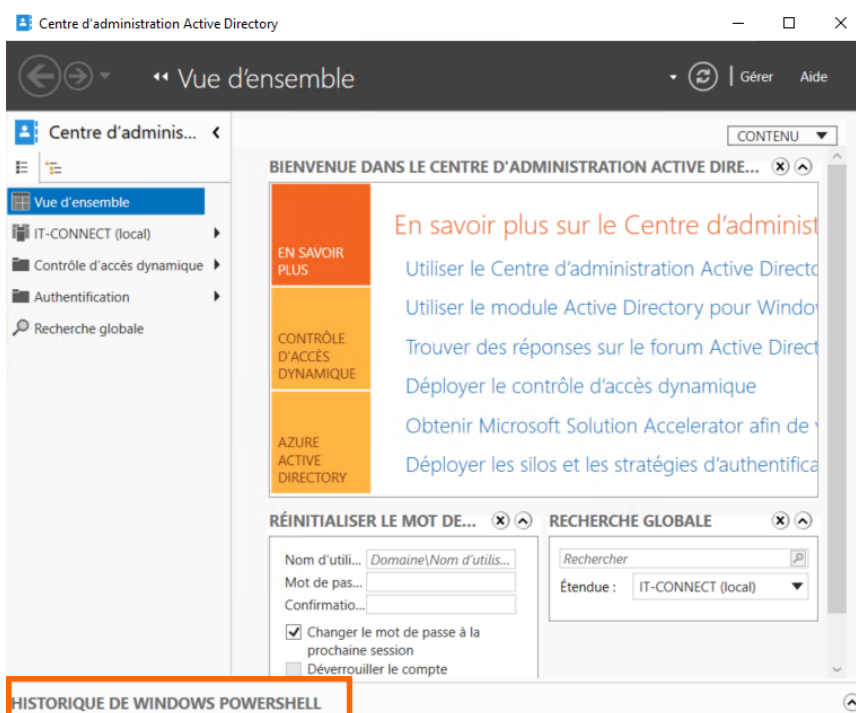 Centre d'administration Active Directory
Vue d'ensemble
Gérer Aide
Centre d'adminis...
CONTENU
Vue d'ensemble
IT-CONNECT (local)
Contrôle d'accès dynamique
Authentification
Recherche globale
BIENVENUE DANS LE CENTRE D'ADMINISTRATION ACTIVE DIRE...
EN SAVOIR
PLUS
CONTRÔLE
D'ACCÈS
DYNAMIQUE
AZURE
ACTIVE
DIRECTORY
En savoir plus sur le Centre d'administ
Utiliser le Centre d'administration Active Directo
Utiliser le module Active Directory pour Windo
Trouver des réponses sur le forum Active Direct
Déployer le contrôle d'accès dynamique
Obtenir Microsoft Solution Accelerator afin de
Déployer les silos et les stratégies d'authentifica
RÉINITIALISER LE MOT DE...
Nom d'utili... Domaine\Nom d'utilis...
Mot de pas...
Confirmatio...
Changer le mot de passe à la
prochaine session
Déverrouiller le compte
RECHERCHE GLOBALE
Rechercher
Étendue : IT-CONNECT (local)
HISTORIQUE DE WINDOWS POWERSHELL